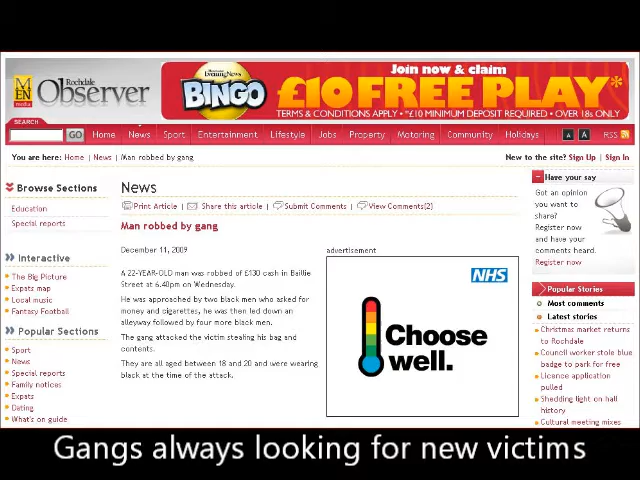 MEN
media
Rochdale
Observer
Evening News
BINGO
Join now & claim
£10 FREE PLAY*
TERMS & CONDITIONS APPLY • *£10 MINIMUM DEPOSIT REQUIRED • OVER 18s ONLY
SEARCH
GO Home News Sport Entertainment Lifestyle Jobs Property Motoring Community Holidays A A RSS
You are here: Home | News | Man robbed by gang
New to the site? Sign Up | Sign In
Browse Sections
Education
Special reports
Interactive
The Big Picture
Expats map
Local music
Fantasy Football
Popular Sections
Sport
News
Special reports
Family notices
Expats
Dating
What's on guide
News
Print Article | Share this article | Submit Comments | View Comments(2)
Man robbed by gang
December 11, 2009
A 22-YEAR-OLD man was robbed of £130 cash in Baillie
Street at 6.40pm on Wednesday.
He was approached by two black men who asked for
money and cigarettes, he was then led down an
alleyway followed by four more black men.
The gang attacked the victim stealing his bag and
contents.
They are all aged between 18 and 20 and were wearing
black at the time of the attack.
advertisement
NHS
Choose
well.
Have your say
Got an opinion
you want to
share?
Register now
and have your
comments heard.
Register now
Popular Stories
Most comments
Latest stories
Christmas market returns
to Rochdale
Council worker stole blue
badge to park for free
Licence application
pulled
Shedding light on hall
history
Cultural meeting mixes
Gangs always looking for new victims